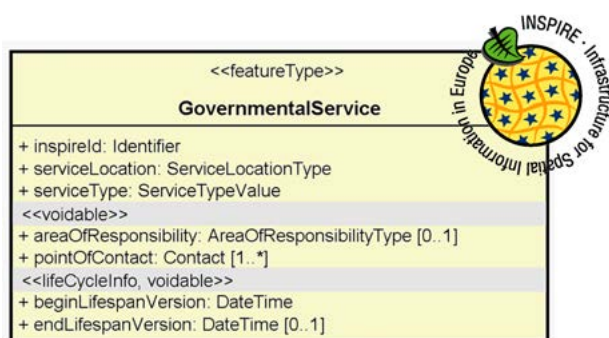 <<featureType>>
GovernmentalService
+ inspireId: Identifier
+ serviceLocation: ServiceLocationType
+ serviceType: ServiceTypeValue
<<voidable>>
+ areaOfResponsibility: AreaOfResponsibilityType [0..1]
+ pointOfContact: Contact [1..*]
<<lifeCycleInfo, voidable>>
+ beginLifespanVersion: DateTime
+ endLifespanVersion: DateTime [0..1]
INSPIRE · Infrastructure for Spatial Information in Europe